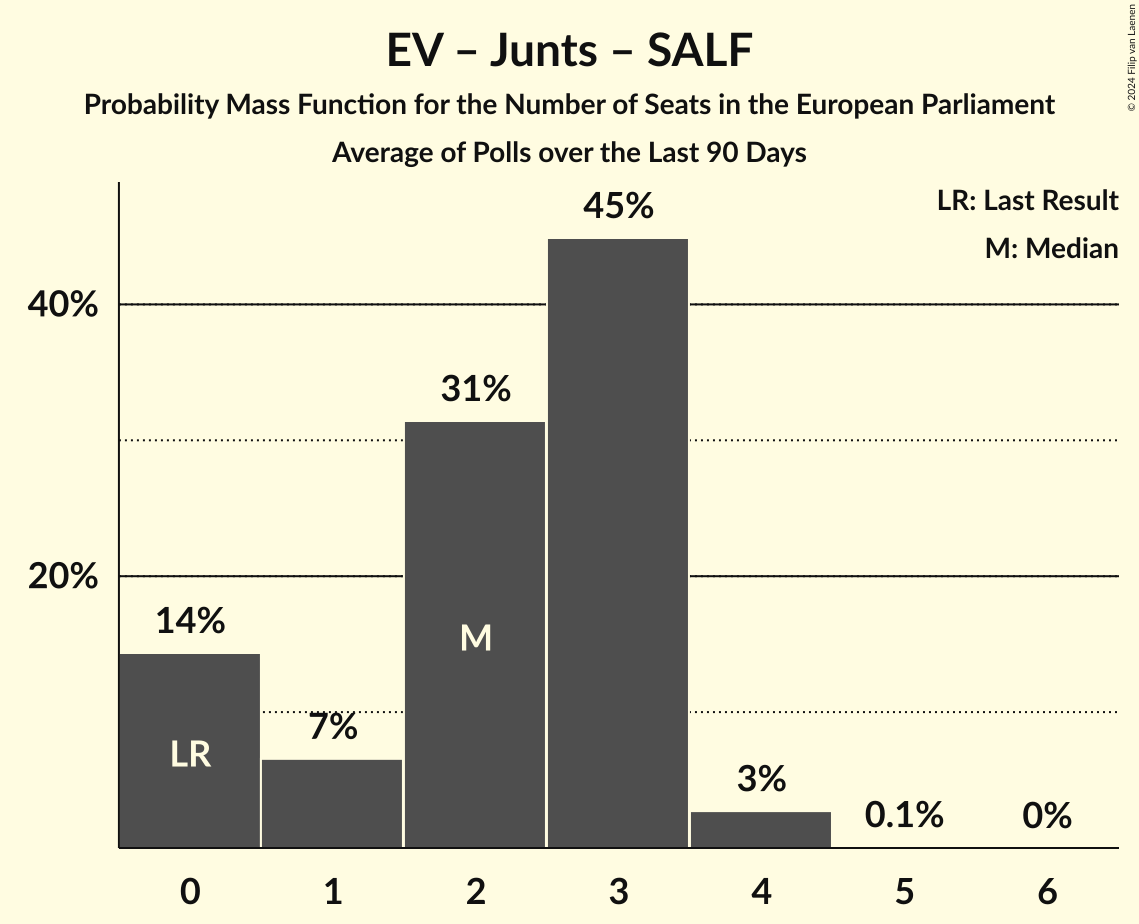 EV – Junts – SALF
Probability Mass Function for the Number of Seats in the European Parliament
Average of Polls over the Last 90 Days
© 2024 Filip van Laenen
LR: Last Result
M: Median
45%
40%
31%
20%
14%
M
7%
LR
3%
0.1%
0%
0 1 2 3 4 5 6